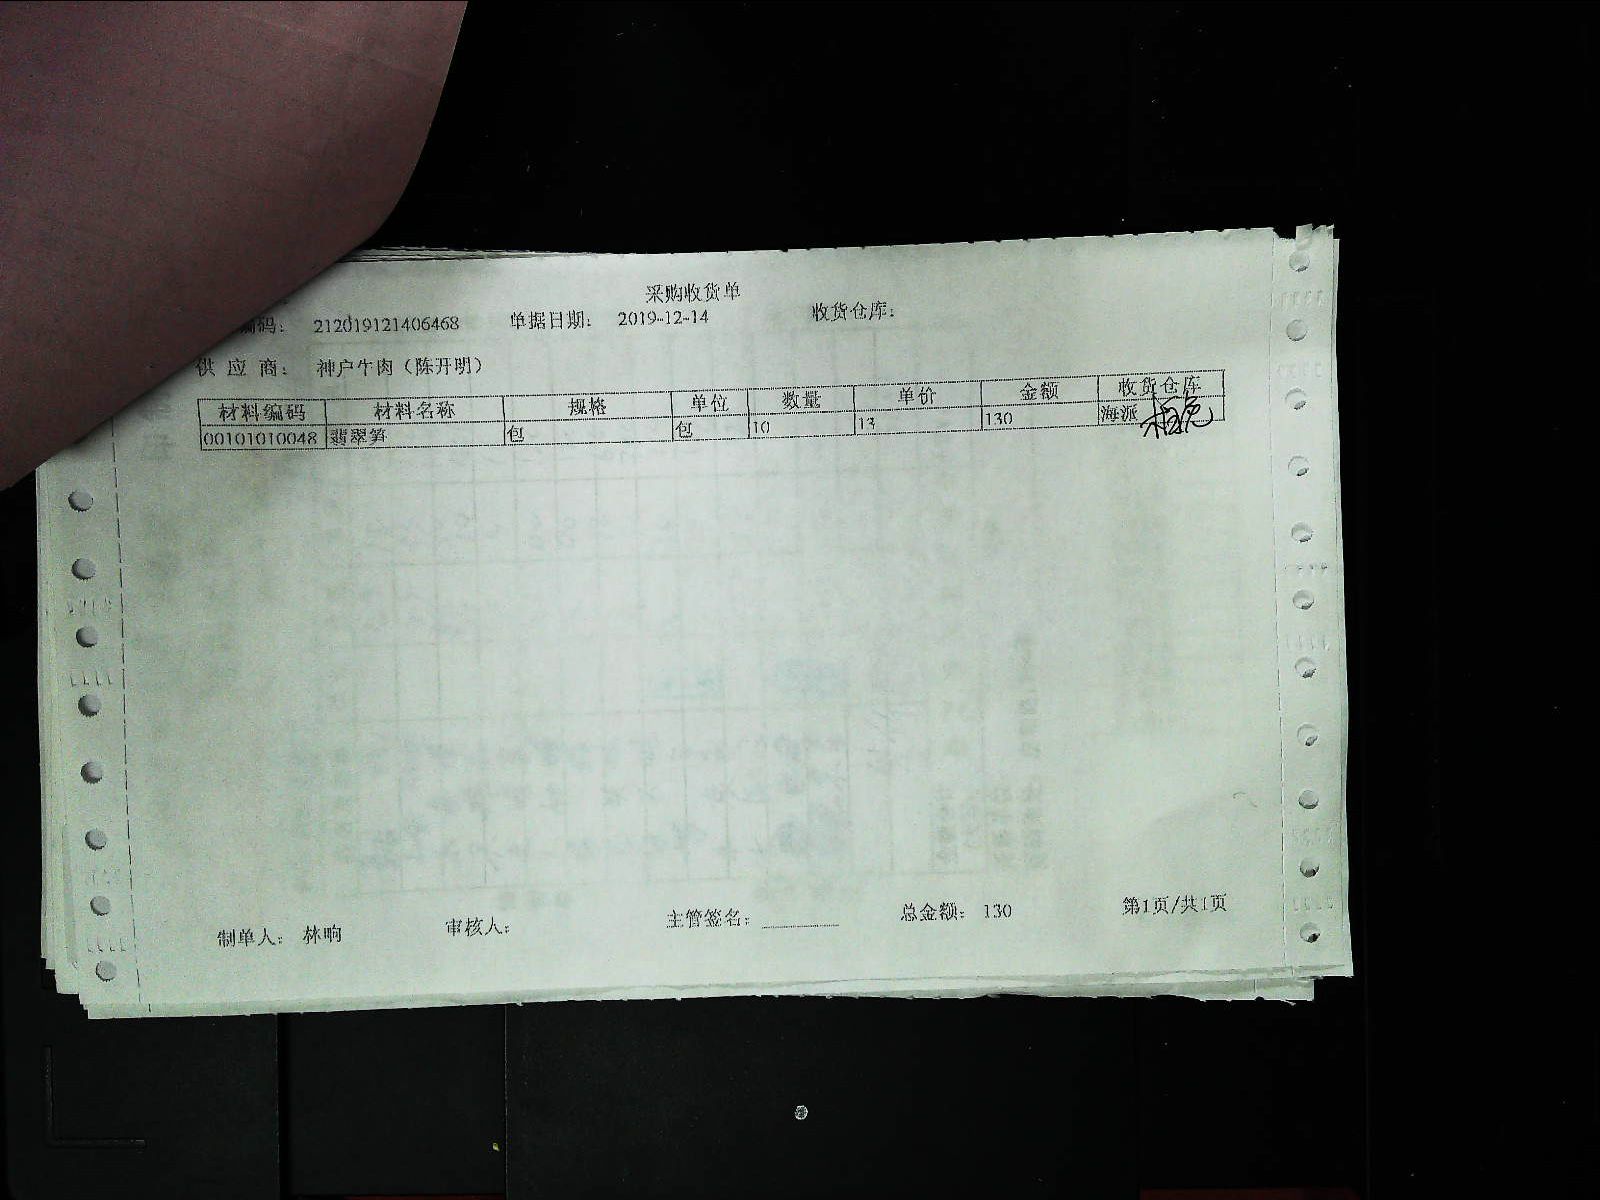 采购收货单
编码： 212019121406468 单据日期： 2019-12-14 收货仓库：
供 应 商： 神户牛肉（陈开明）
材料编码 材料名称 规格 单位 数量 单价 金额 收货仓库
00101010048 翡翠笋 包 包 10 13 130 海派
制单人： 林响 审核人： 主管签名： 总金额： 130 第1页/共1页